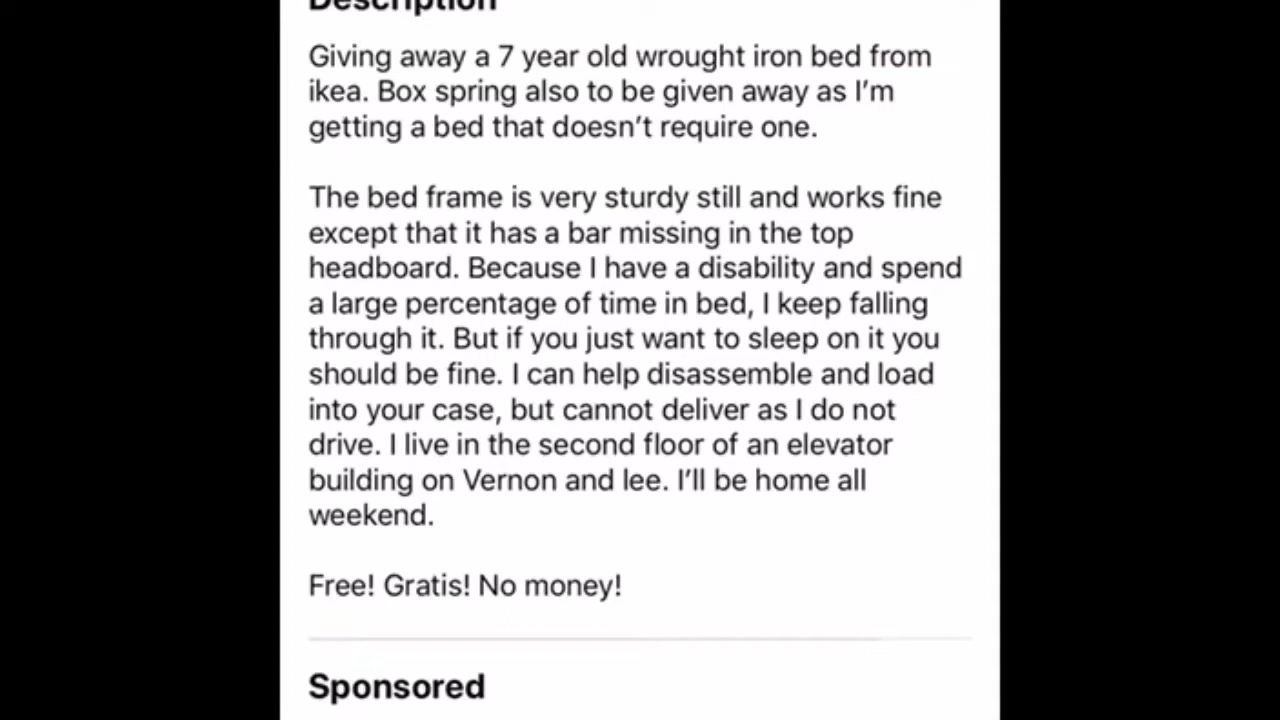 Description
Giving away a 7 year old wrought iron bed from
ikea. Box spring also to be given away as I'm
getting a bed that doesn't require one.
The bed frame is very sturdy still and works fine
except that it has a bar missing in the top
headboard. Because I have a disability and spend
a large percentage of time in bed, I keep falling
through it. But if you just want to sleep on it you
should be fine. I can help disassemble and load
into your case, but cannot deliver as I do not
drive. I live in the second floor of an elevator
building on Vernon and lee. I'll be home all
weekend.
Free! Gratis! No money!
Sponsored